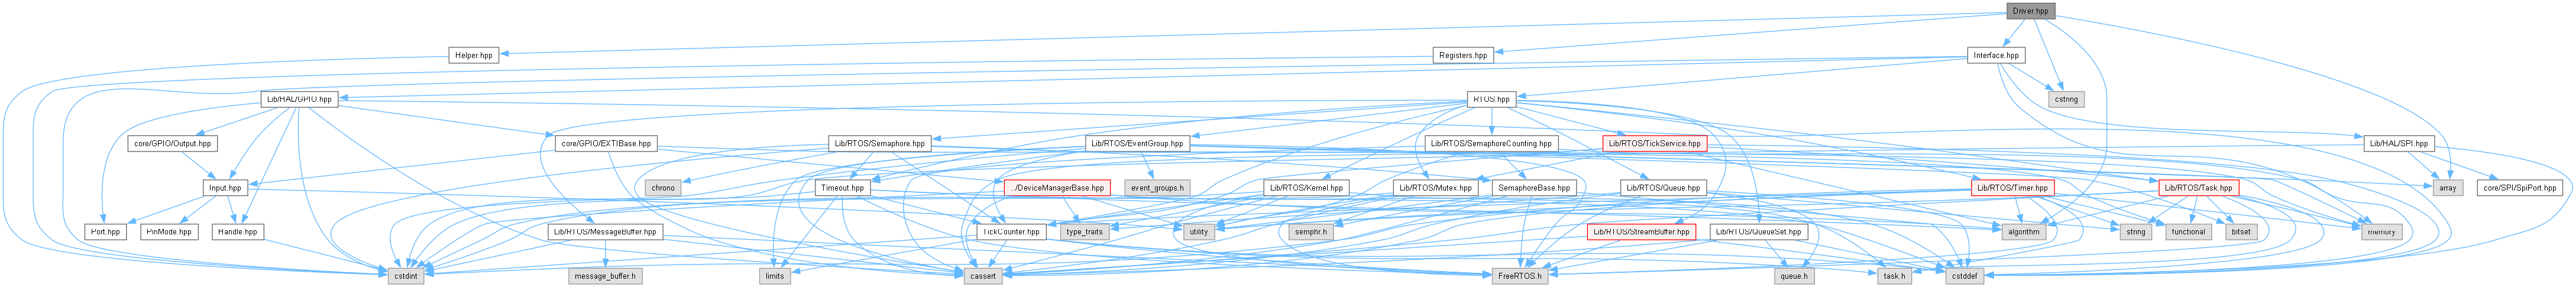 Driver.hpp
Helper.hpp
Registers.hpp
Interface.hpp
Lib/HAL/GPIO.hpp
RTOS.hpp
cstring
core/GPIO/Output.hpp
core/GPIO/EXTIBase.hpp
Lib/RTOS/Semaphore.hpp
Lib/RTOS/EventGroup.hpp
Lib/RTOS/SemaphoreCounting.hpp
Lib/RTOS/TickService.hpp
Lib/HAL/SPI.hpp
Input.hpp
chrono
Timeout.hpp
../DeviceManagerBase.hpp
event_groups.h
Lib/RTOS/Kernel.hpp
Lib/RTOS/Mutex.hpp
SemaphoreBase.hpp
Lib/RTOS/Queue.hpp
Lib/RTOS/Timer.hpp
Lib/RTOS/Task.hpp
array
core/SPI/SpiPort.hpp
Port.hpp
PinMode.hpp
Handle.hpp
Lib/RTOS/MessageBuffer.hpp
TickCounter.hpp
type_traits
utility
semphr.h
Lib/RTOS/StreamBuffer.hpp
Lib/RTOS/QueueSet.hpp
algorithm
string
functional
bitset
memory
cstdint
message_buffer.h
limits
cassert
FreeRTOS.h
queue.h
task.h
cstddef